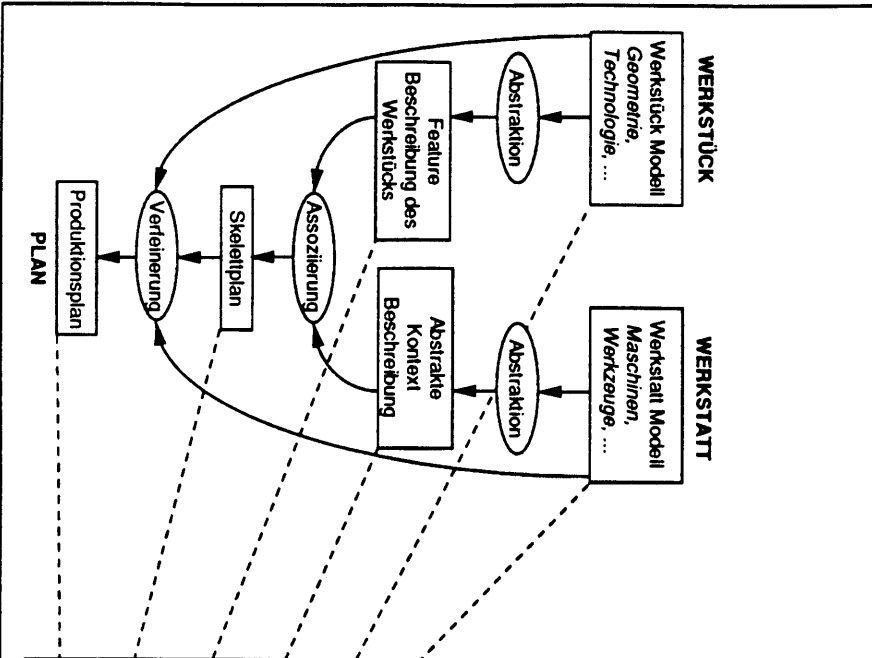 WERKSTÜCK
WERKSTATT
Werkstück Modell
Geometrie,
Technologie, ...
Werkstatt Modell
Maschinen,
Werkzeuge, ...
Abstraktion
Abstraktion
Feature
Beschreibung des
Werkstücks
Abstrakte
Kontext
Beschreibung
Assoziierung
Skelettplan
Verfeinerung
Produktionsplan
PLAN